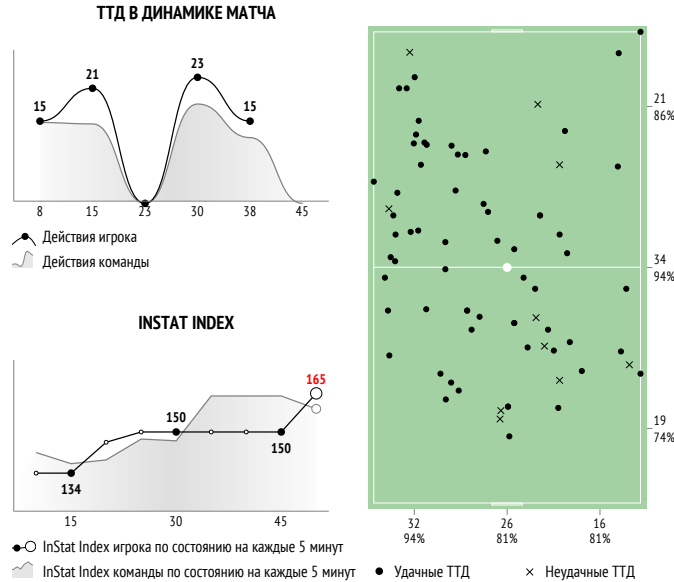 ТТД В ДИНАМИКЕ МАТЧА
15
21
23
15
8 15 23 30 38 45
Действия игрока
Действия команды
INSTAT INDEX
134
150
150
165
15 30 45
InStat Index игрока по состоянию на каждые 5 минут
InStat Index команды по состоянию на каждые 5 минут
21
86%
34
94%
19
74%
32 26 16
94% 81% 81%
Удачные ТТД
Неудачные ТТД